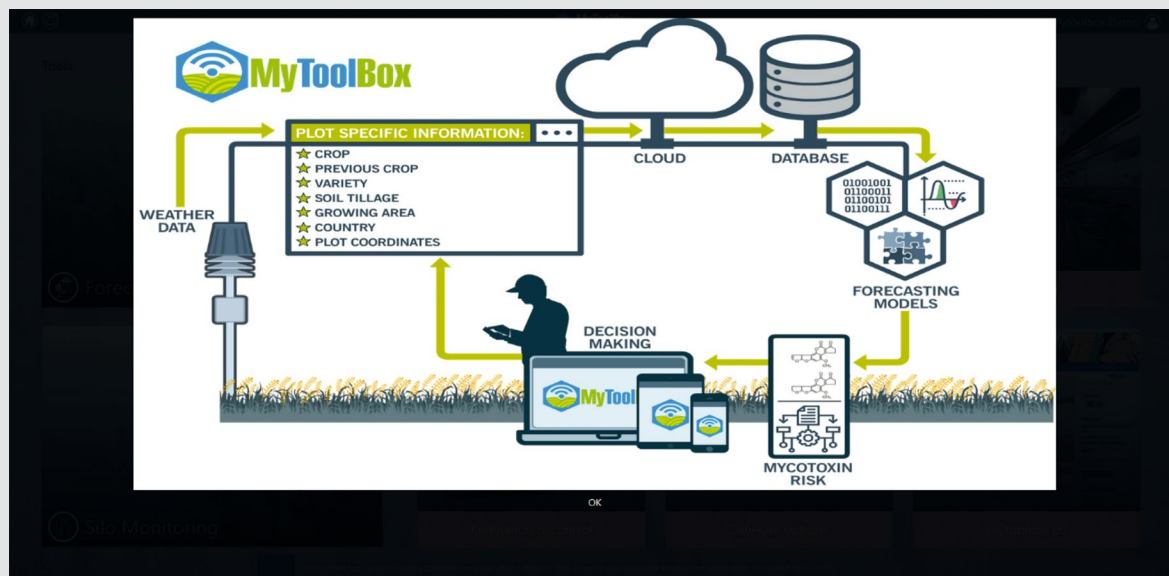 MyToolBox
PLOT SPECIFIC INFORMATION:
CROP
PREVIOUS CROP
VARIETY
SOIL TILLAGE
GROWING AREA
COUNTRY
PLOT COORDINATES
WEATHER
DATA
CLOUD
DATABASE
01001001
01100011
01100101
01100111
FORECASTING
MODELS
DECISION
MAKING
MyTool
MYCOTOXIN
RISK
OK
Silo Monitoring